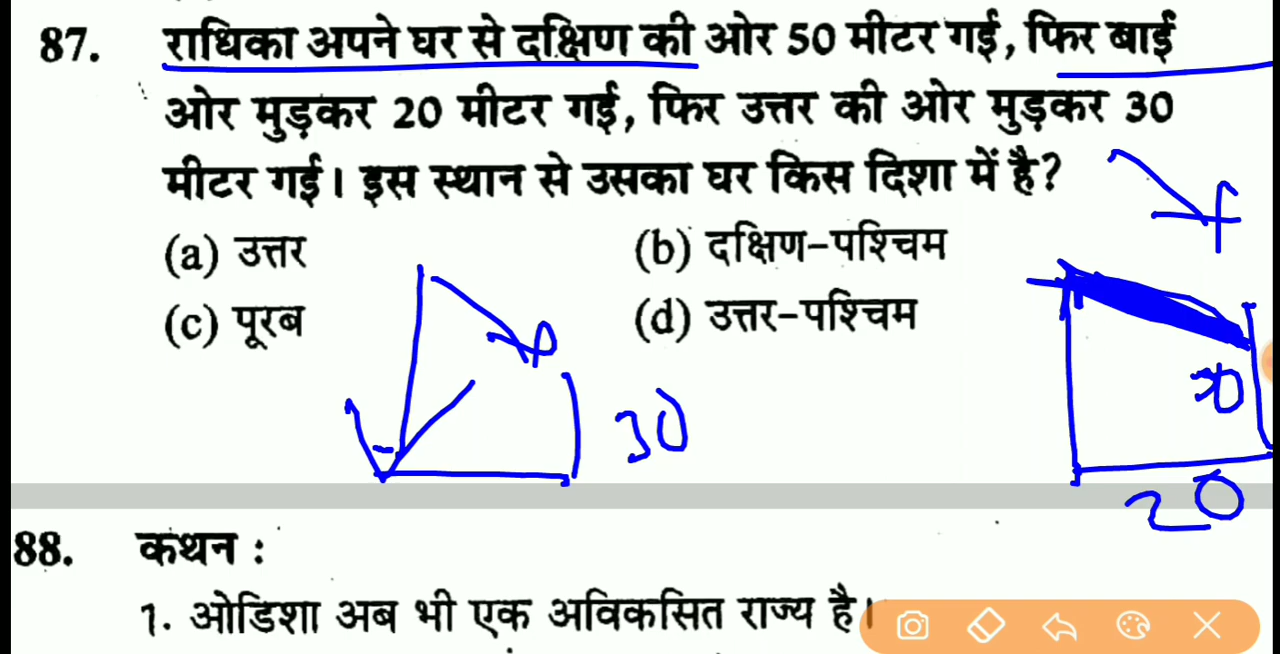 87. राधिका अपने घर से दक्षिण की ओर 50 मीटर गई, फिर बाईं
ओर मुड़कर 20 मीटर गई, फिर उत्तर की ओर मुड़कर 30
मीटर गई। इस स्थान से उसका घर किस दिशा में है?
(a) उत्तर (b) दक्षिण-पश्चिम
(c) पूरब (d) उत्तर-पश्चिम
30
20
88. कथन :
1. ओडिशा अब भी एक अविकसित राज्य है।